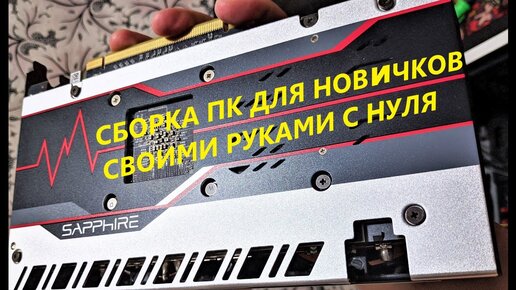 СБОРКА ПК ДЛЯ НОВИЧКОВ
СВОИМИ РУКАМИ С НУЛЯ
SAPPHIRE